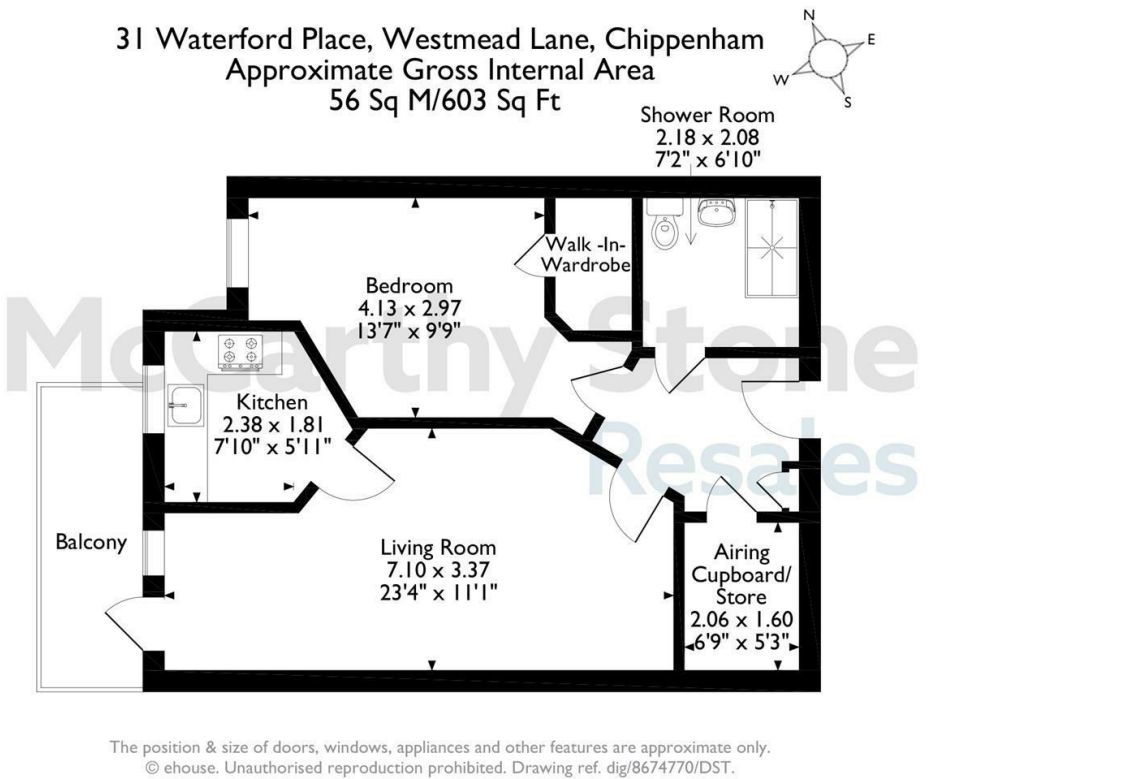 31 Waterford Place, Westmead Lane, Chippenham
Approximate Gross Internal Area
56 Sq M/603 Sq Ft
N
E
W
S
Shower Room
2.18 x 2.08
7'2" x 6'10"
Walk -In-
Wardrobe
Bedroom
4.13 x 2.97
13'7" x 9'9"
McCarthy Stone
Resales
Kitchen
2.38 x 1.81
7'10" x 5'11"
Balcony
Living Room
7.10 x 3.37
23'4" x 11'1"
Airing
Cupboard/
Store
2.06 x 1.60
6'9" x 5'3"
The position & size of doors, windows, appliances and other features are approximate only.
© ehouse. Unauthorised reproduction prohibited. Drawing ref. dig/8674770/DST.